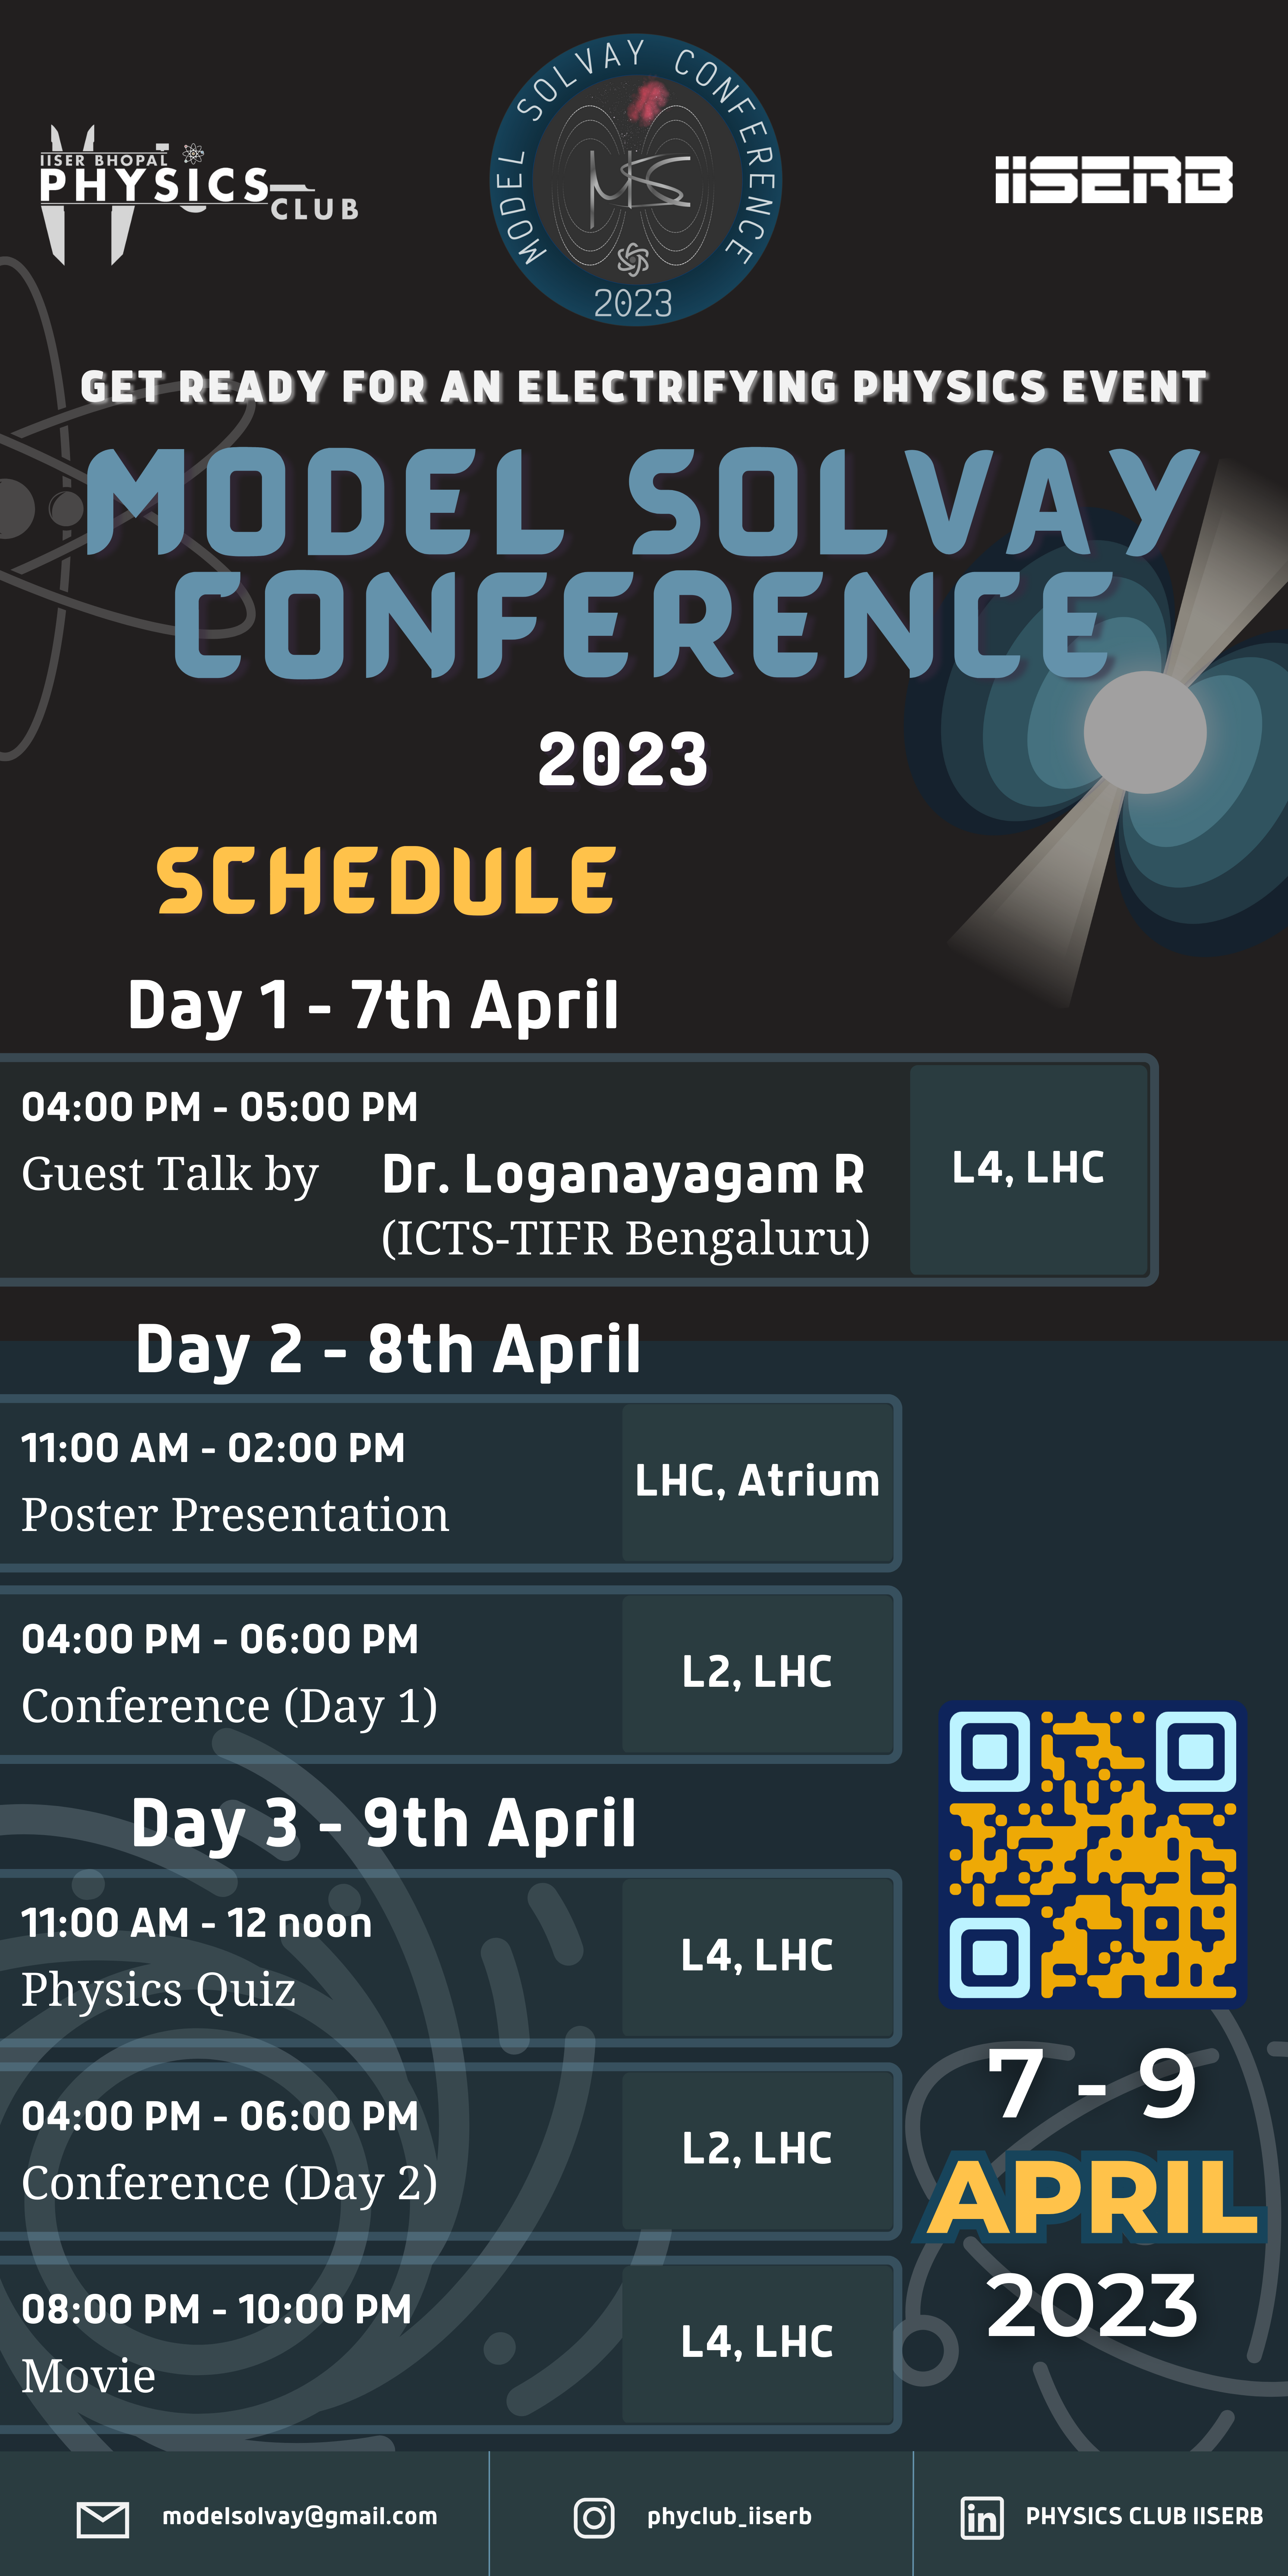 IISER BHOPAL
PHYSICS
CLUB
MODEL SOLVAY CONFERENCE
2023
IISERB
GET READY FOR AN ELECTRIFYING PHYSICS EVENT
MODEL SOLVAY
CONFERENCE
2023
SCHEDULE
Day 1 - 7th April
04:00 PM - 05:00 PM
Guest Talk by Dr. Loganayagam R
(ICTS-TIFR Bengaluru)
L4, LHC
Day 2 - 8th April
11:00 AM - 02:00 PM
Poster Presentation
LHC, Atrium
04:00 PM - 06:00 PM
Conference (Day 1)
L2, LHC
Day 3 - 9th April
11:00 AM - 12 noon
Physics Quiz
L4, LHC
04:00 PM - 06:00 PM
Conference (Day 2)
L2, LHC
08:00 PM - 10:00 PM
Movie
L4, LHC
7 - 9
APRIL
2023
modelsolvay@gmail.com
phyclub_iiserb
in
PHYSICS CLUB IISERB